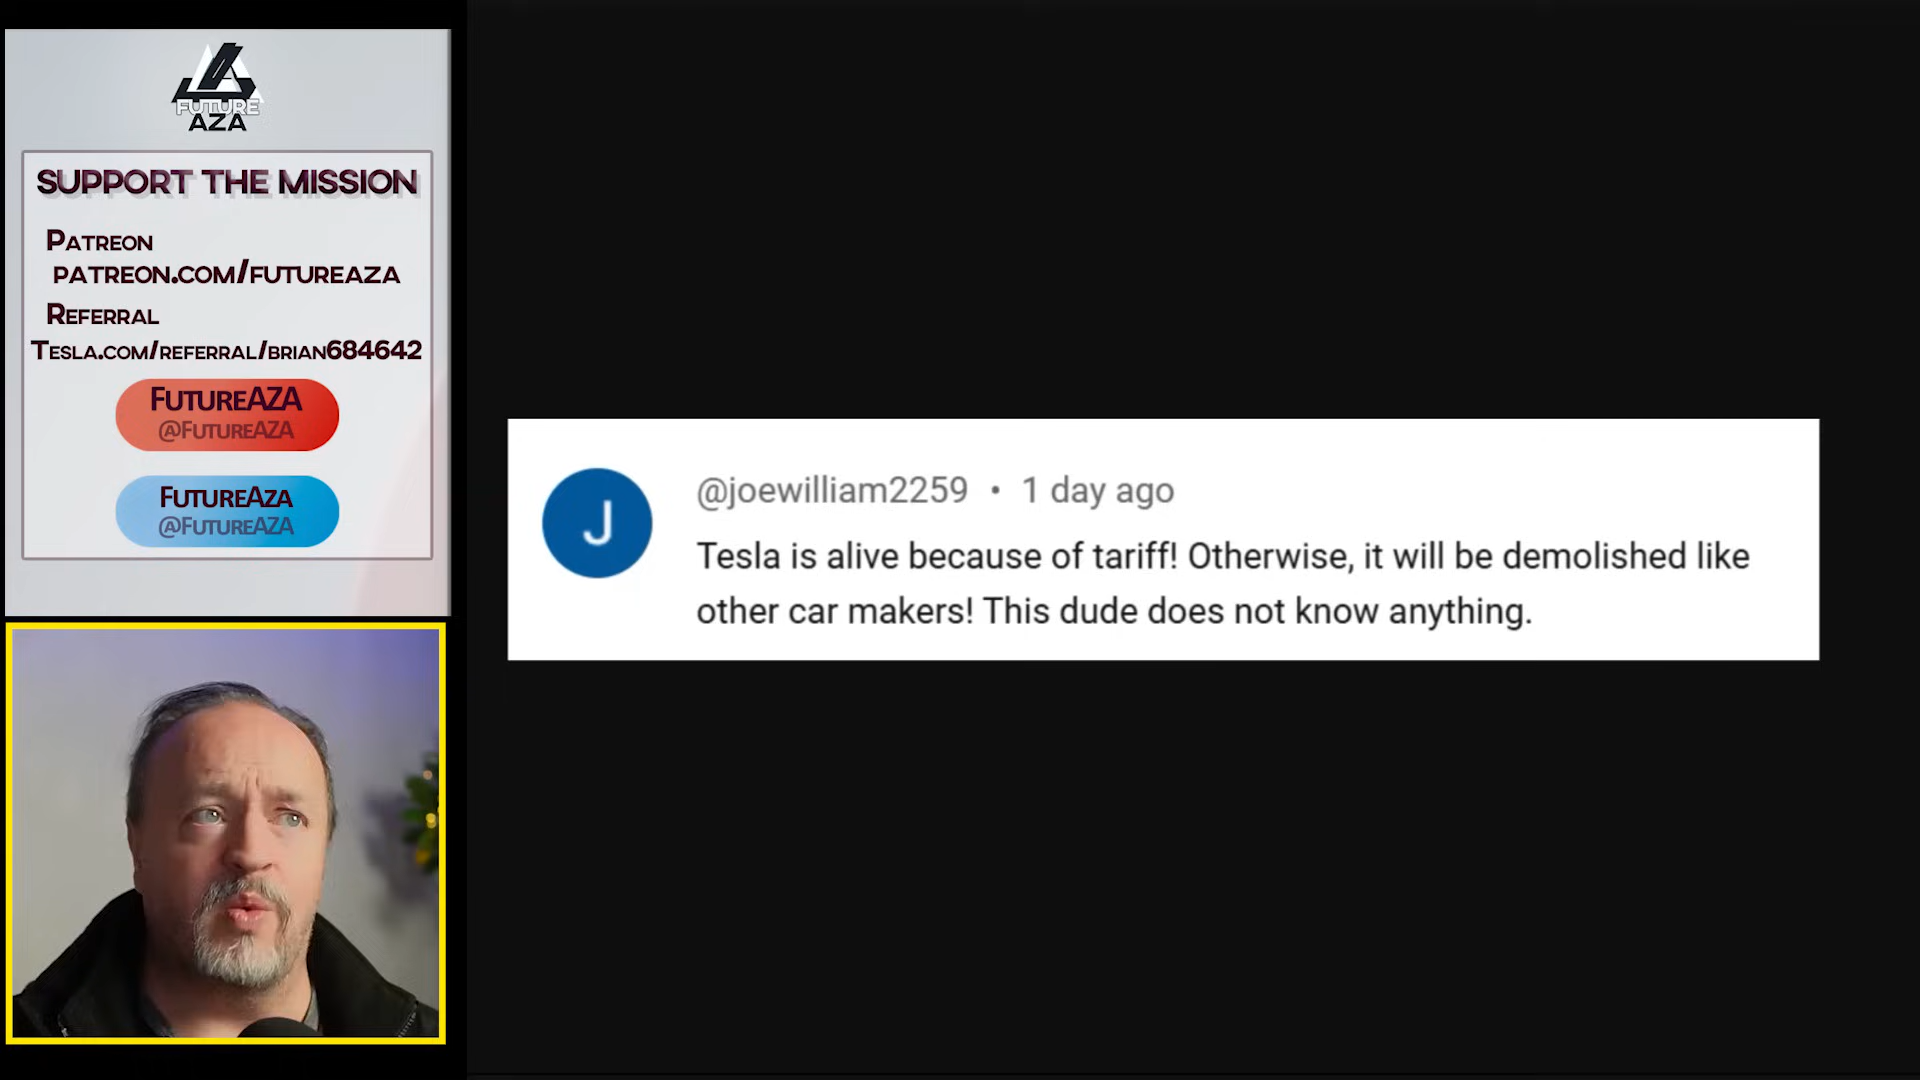 FUTURE
AZA
SUPPORT THE MISSION
PATREON
PATREON.COM/FUTUREAZA
REFERRAL
TESLA.COM/REFERRAL/BRIAN684642
FUTUREAZA
@FUTUREAZA
FUTUREAZA
@FUTUREAZA
J
@joewilliam2259 • 1 day ago
Tesla is alive because of tariff! Otherwise, it will be demolished like
other car makers! This dude does not know anything.